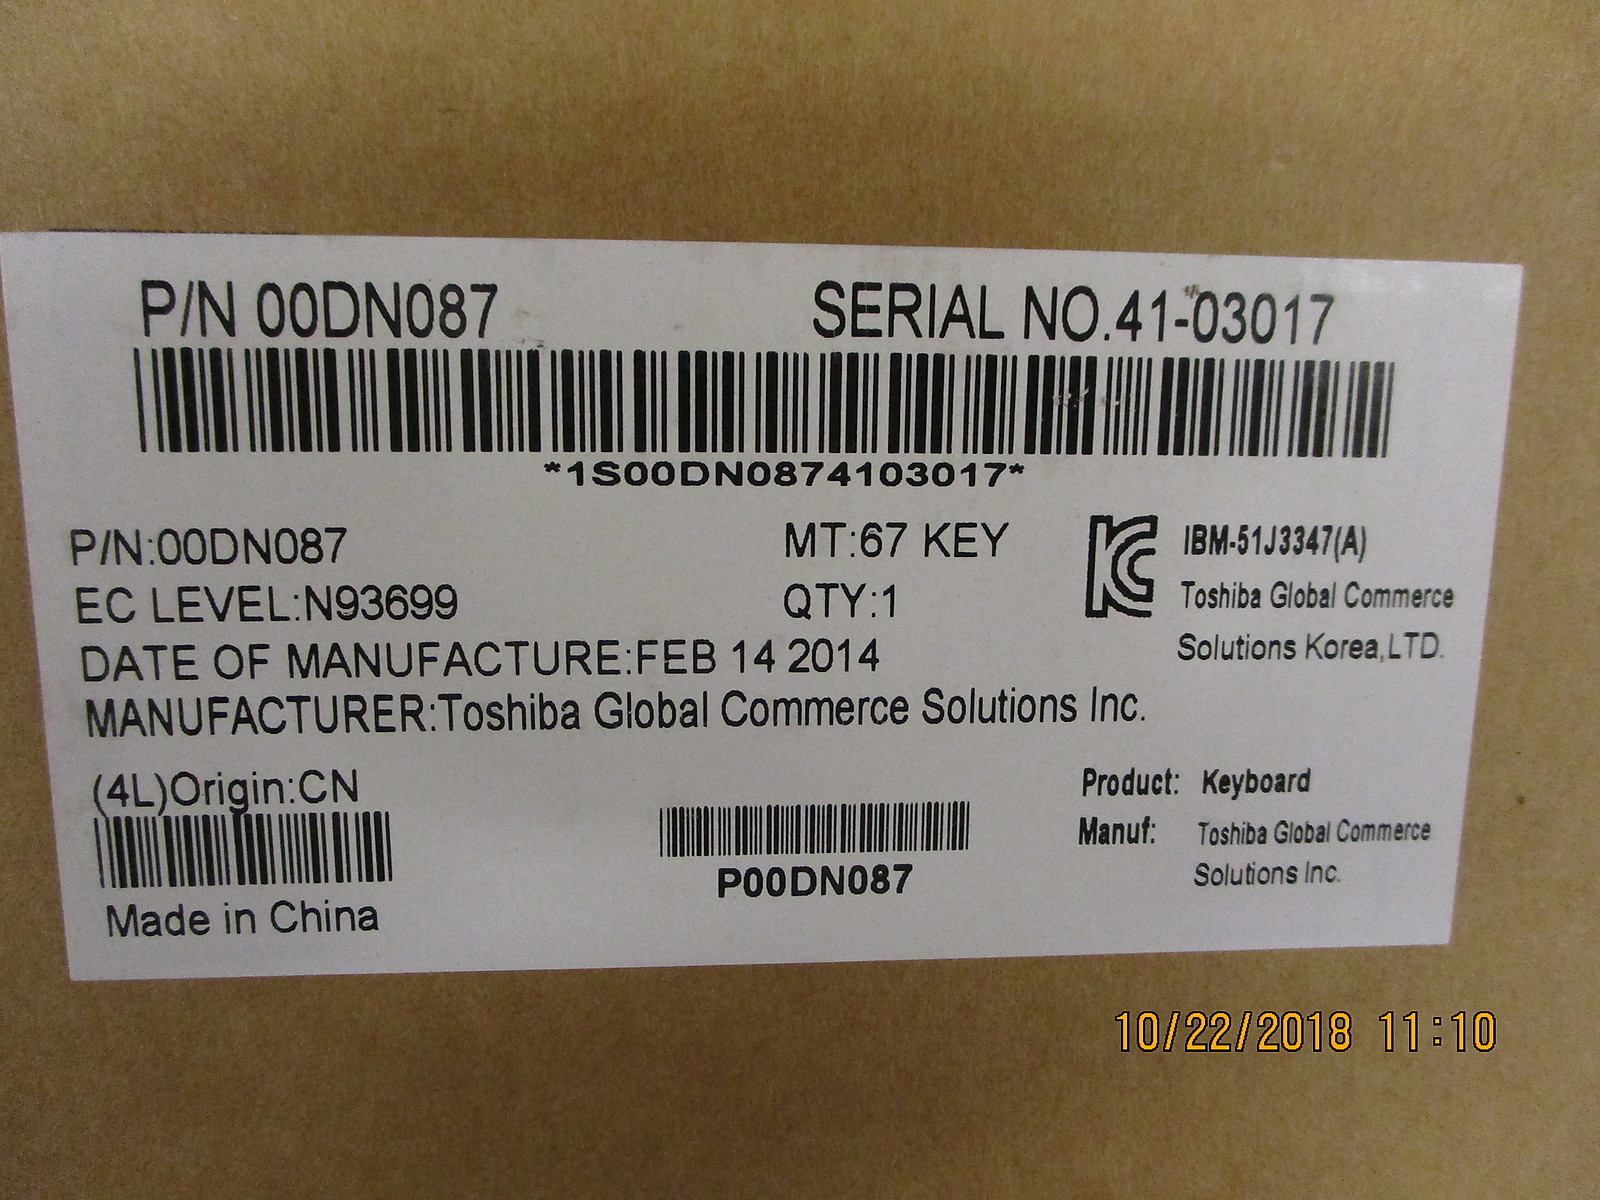 P/N 00DN087 SERIAL NO.41-03017
*1S00DN0874103017*
P/N:00DN087 MT:67 KEY
EC LEVEL:N93699 QTY:1
DATE OF MANUFACTURE:FEB 14 2014
MANUFACTURER:Toshiba Global Commerce Solutions Inc.
KC IBM-51J3347(A)
Toshiba Global Commerce
Solutions Korea,LTD.
(4L)Origin:CN
Made in China
P00DN087
Product: Keyboard
Manuf: Toshiba Global Commerce
Solutions Inc.
10/22/2018 11:10